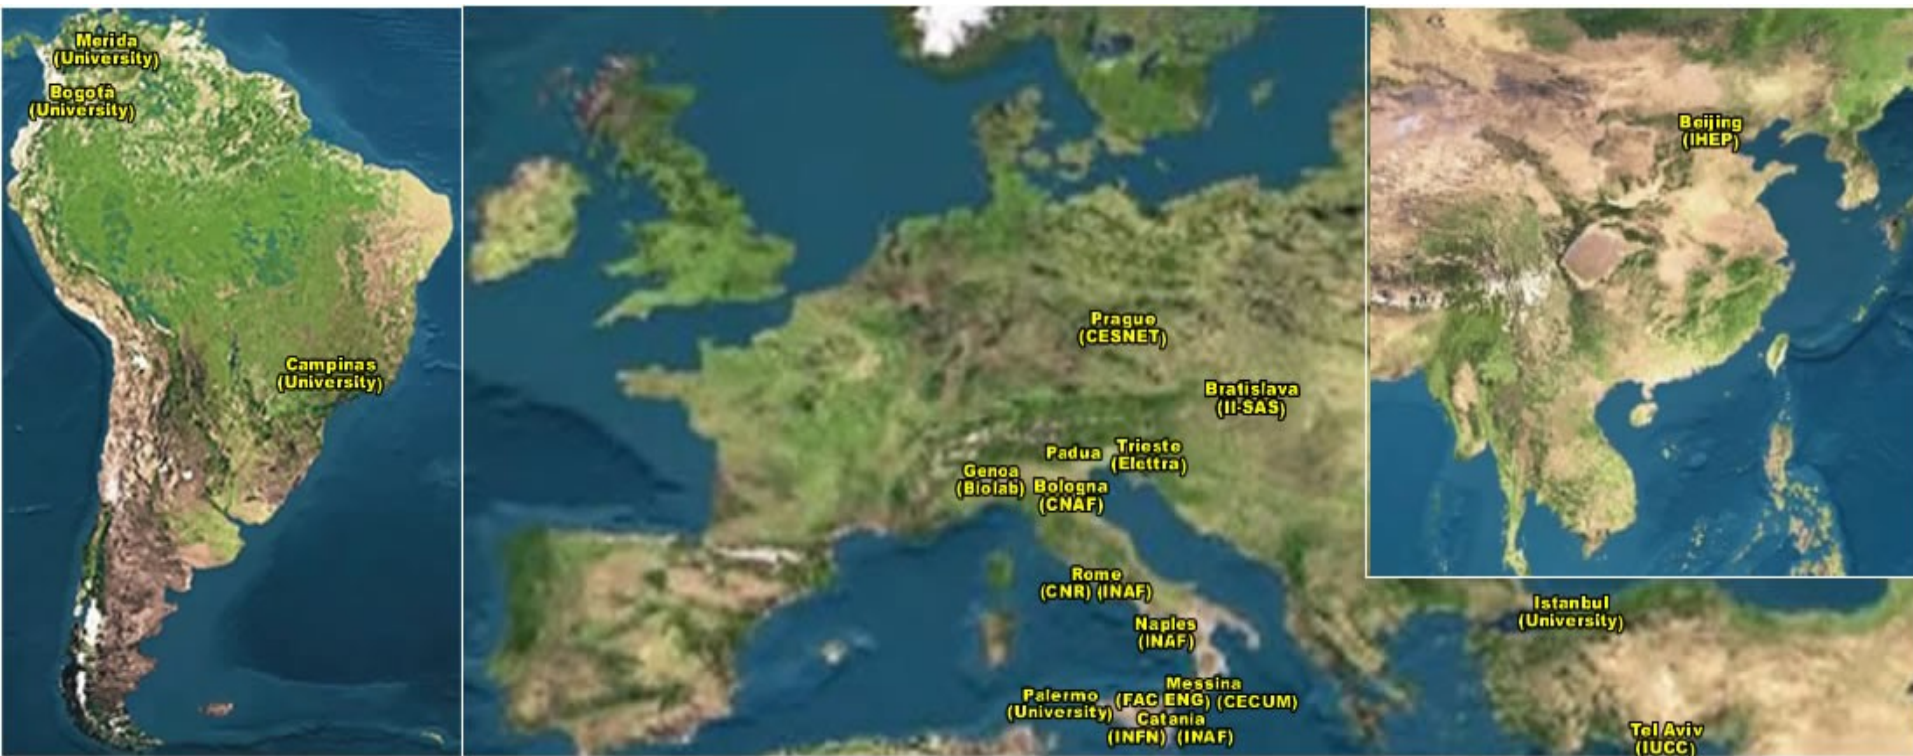 Merida
(University)
Bogotá
(University)
Campinas
(University)
Prague
(CESNET)
Bratislava
(II-SAS)
Padua
Trieste
(Elettra)
Genoa
(Biolab)
Bologna
(CNAF)
Rome
(CNR) (INAF)
Naples
(INAF)
Messina
(FAC ENG) (CECUM)
Palermo
(University)
Catania
(INFN) (INAF)
Beijing
(IHEP)
Istanbul
(University)
Tel Aviv
(IUCC)